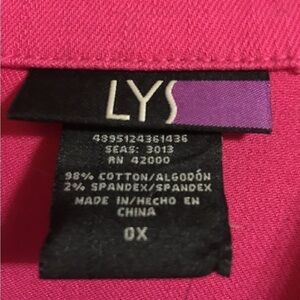 LYS
4895124361436
SEAS: 3013
RN 42000
98% COTTON/ALGODÓN
2% SPANDEX/SPANDEX
MADE IN/HECHO EN
CHINA
0X